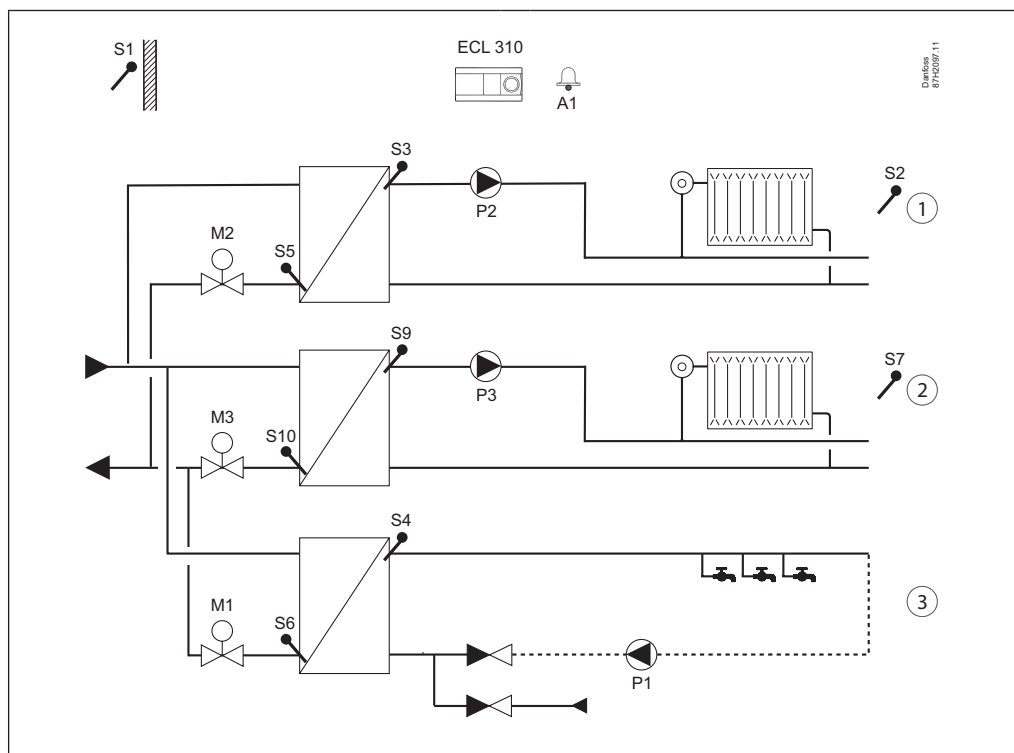 S1
ECL 310
A1
Danfoss
87H2097.11
S3
P2
S2
1
M2
S5
S9
P3
S7
2
M3
S10
S4
3
M1
S6
P1